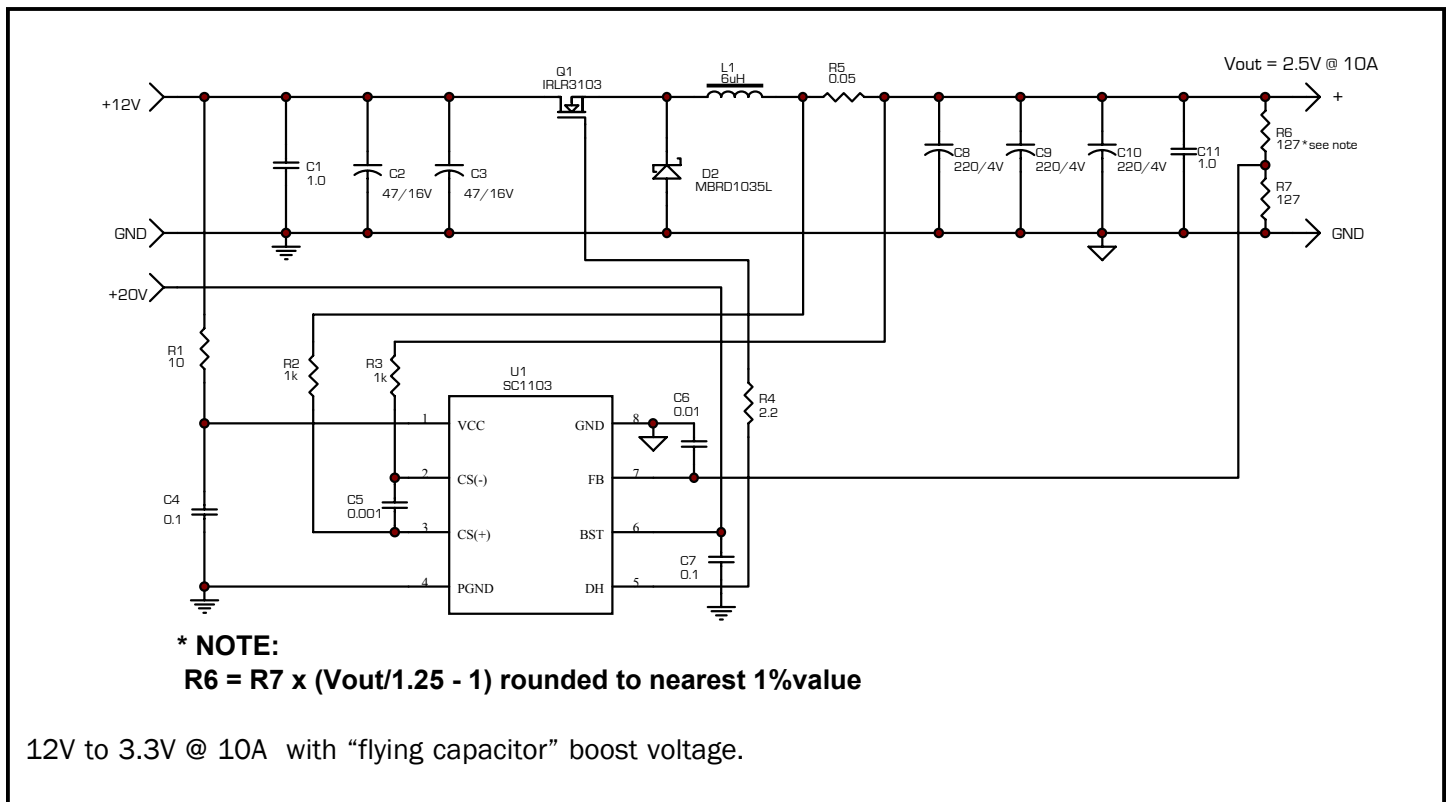 Vout = 2.5V @ 10A
+12V
Q1
IRLR3103
L1
6uH
R5
0.05
+
C1
1.0
C2
47/16V
C3
47/16V
D2
MBRD1035L
C8
220/4V
C9
220/4V
C10
220/4V
C11
1.0
R6
127*see note
R7
127
GND
GND
+20V
R1
10
R2
1k
R3
1k
U1
SC1103
C6
0.01
R4
2.2
1 VCC
GND 8
C4
0.1
2 CS(-)
FB 7
C5
0.001
3 CS(+)
BST 6
C7
0.1
4 PGND
DH 5
* NOTE:
R6 = R7 x (Vout/1.25 - 1) rounded to nearest 1%value
12V to 3.3V @ 10A with “flying capacitor” boost voltage.